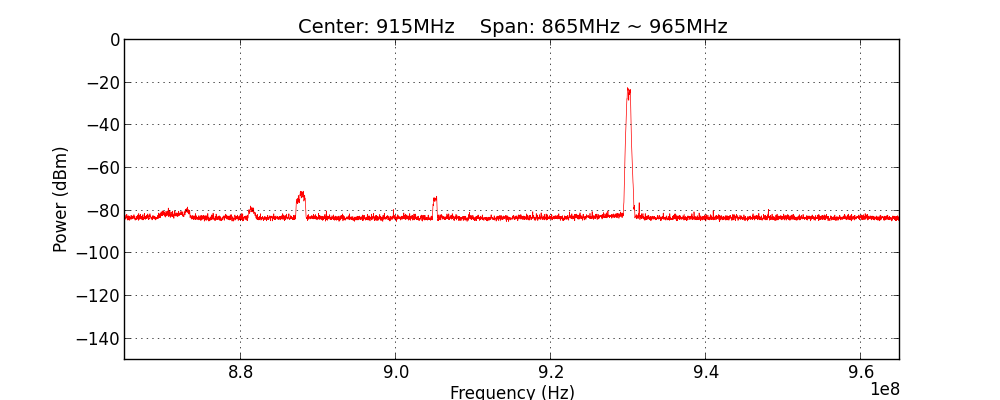 Center: 915MHz    Span: 865MHz ~ 965MHz
0
−20
−40
−60
−80
−100
−120
−140
Power (dBm)
8.8 9.0 9.2 9.4 9.6
1e8
Frequency (Hz)